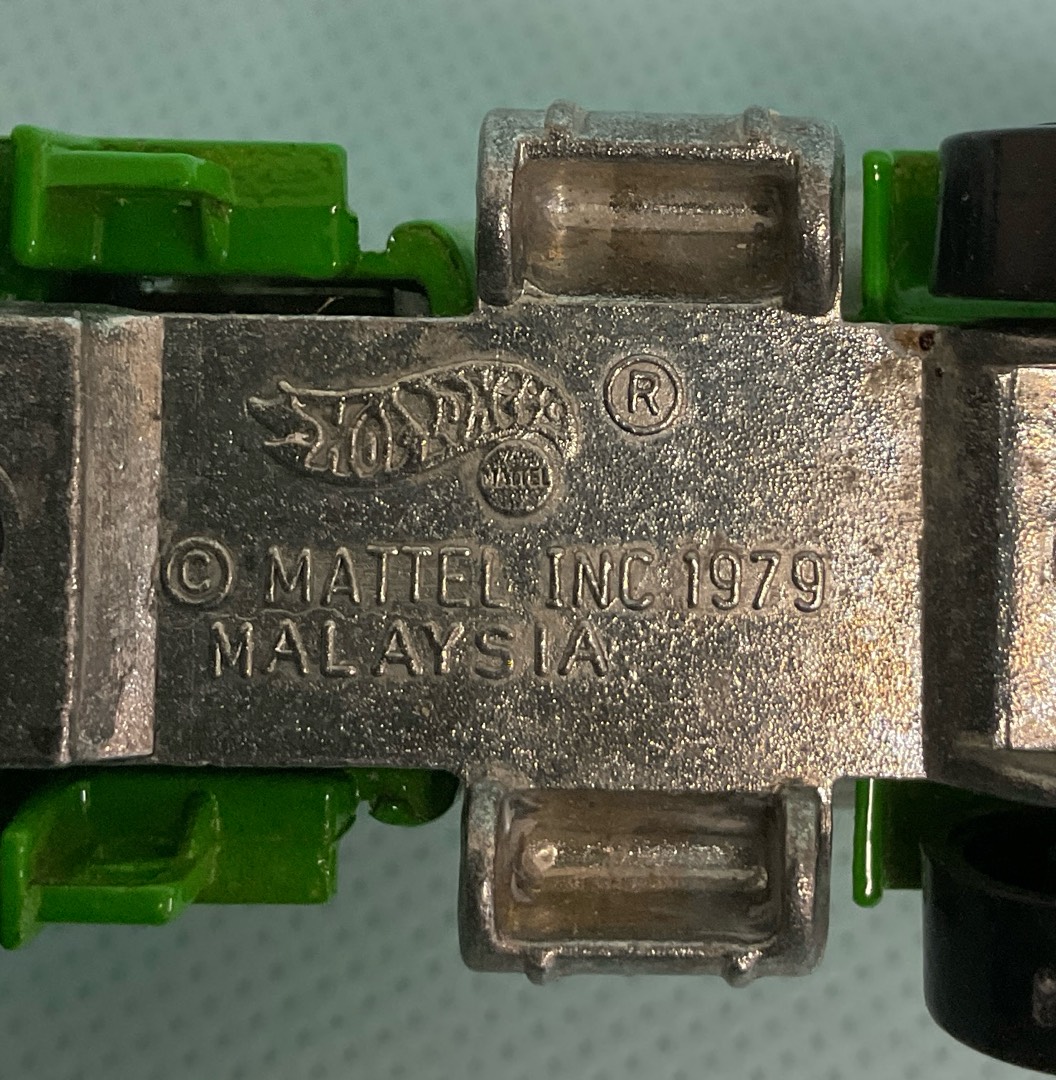 HOT WHEELS ®
MATTEL
© MATTEL INC 1979
MALAYSIA